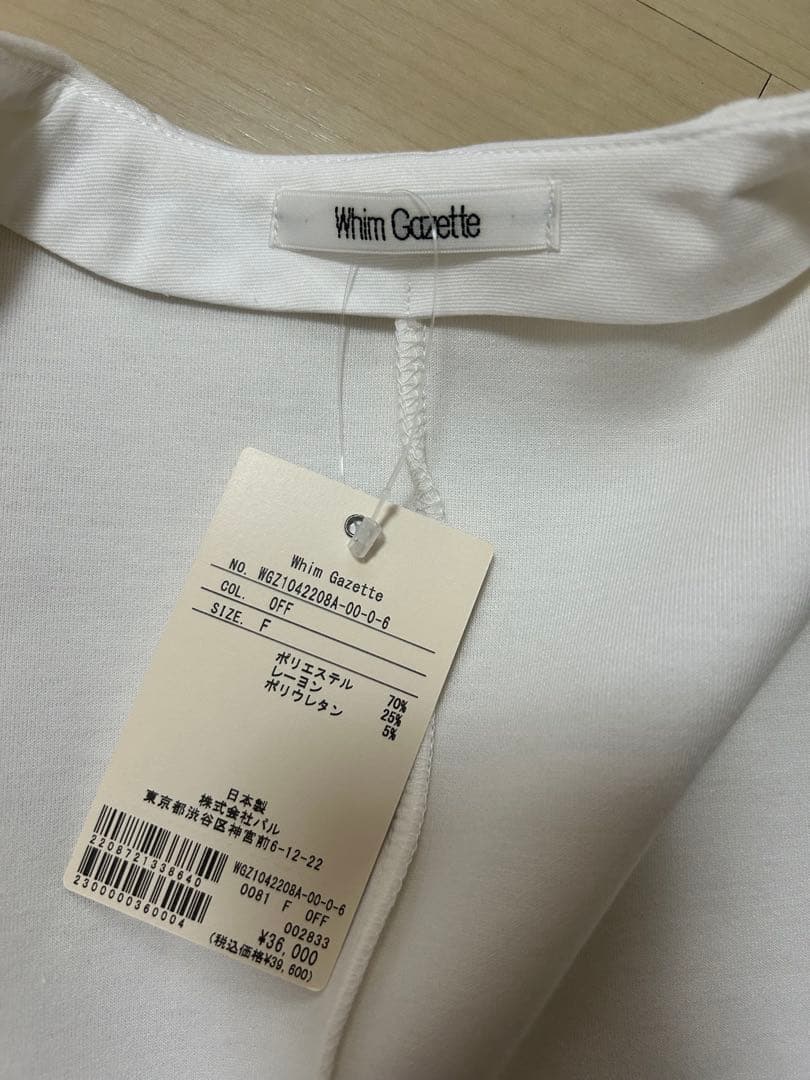 Whim Gazette
Whim Gazette
NO. WGZ1042208A-00-0-6
COL. OFF
SIZE. F
ポリエステル 70%
レーヨン 25%
ポリウレタン 5%
日本製
株式会社パル
東京都渋谷区神宮前6-12-22
2208721338640
WGZ1042208A-00-0-6
0081 F OFF
2300000360004
002833
¥36,000
(税込価格¥39,600)